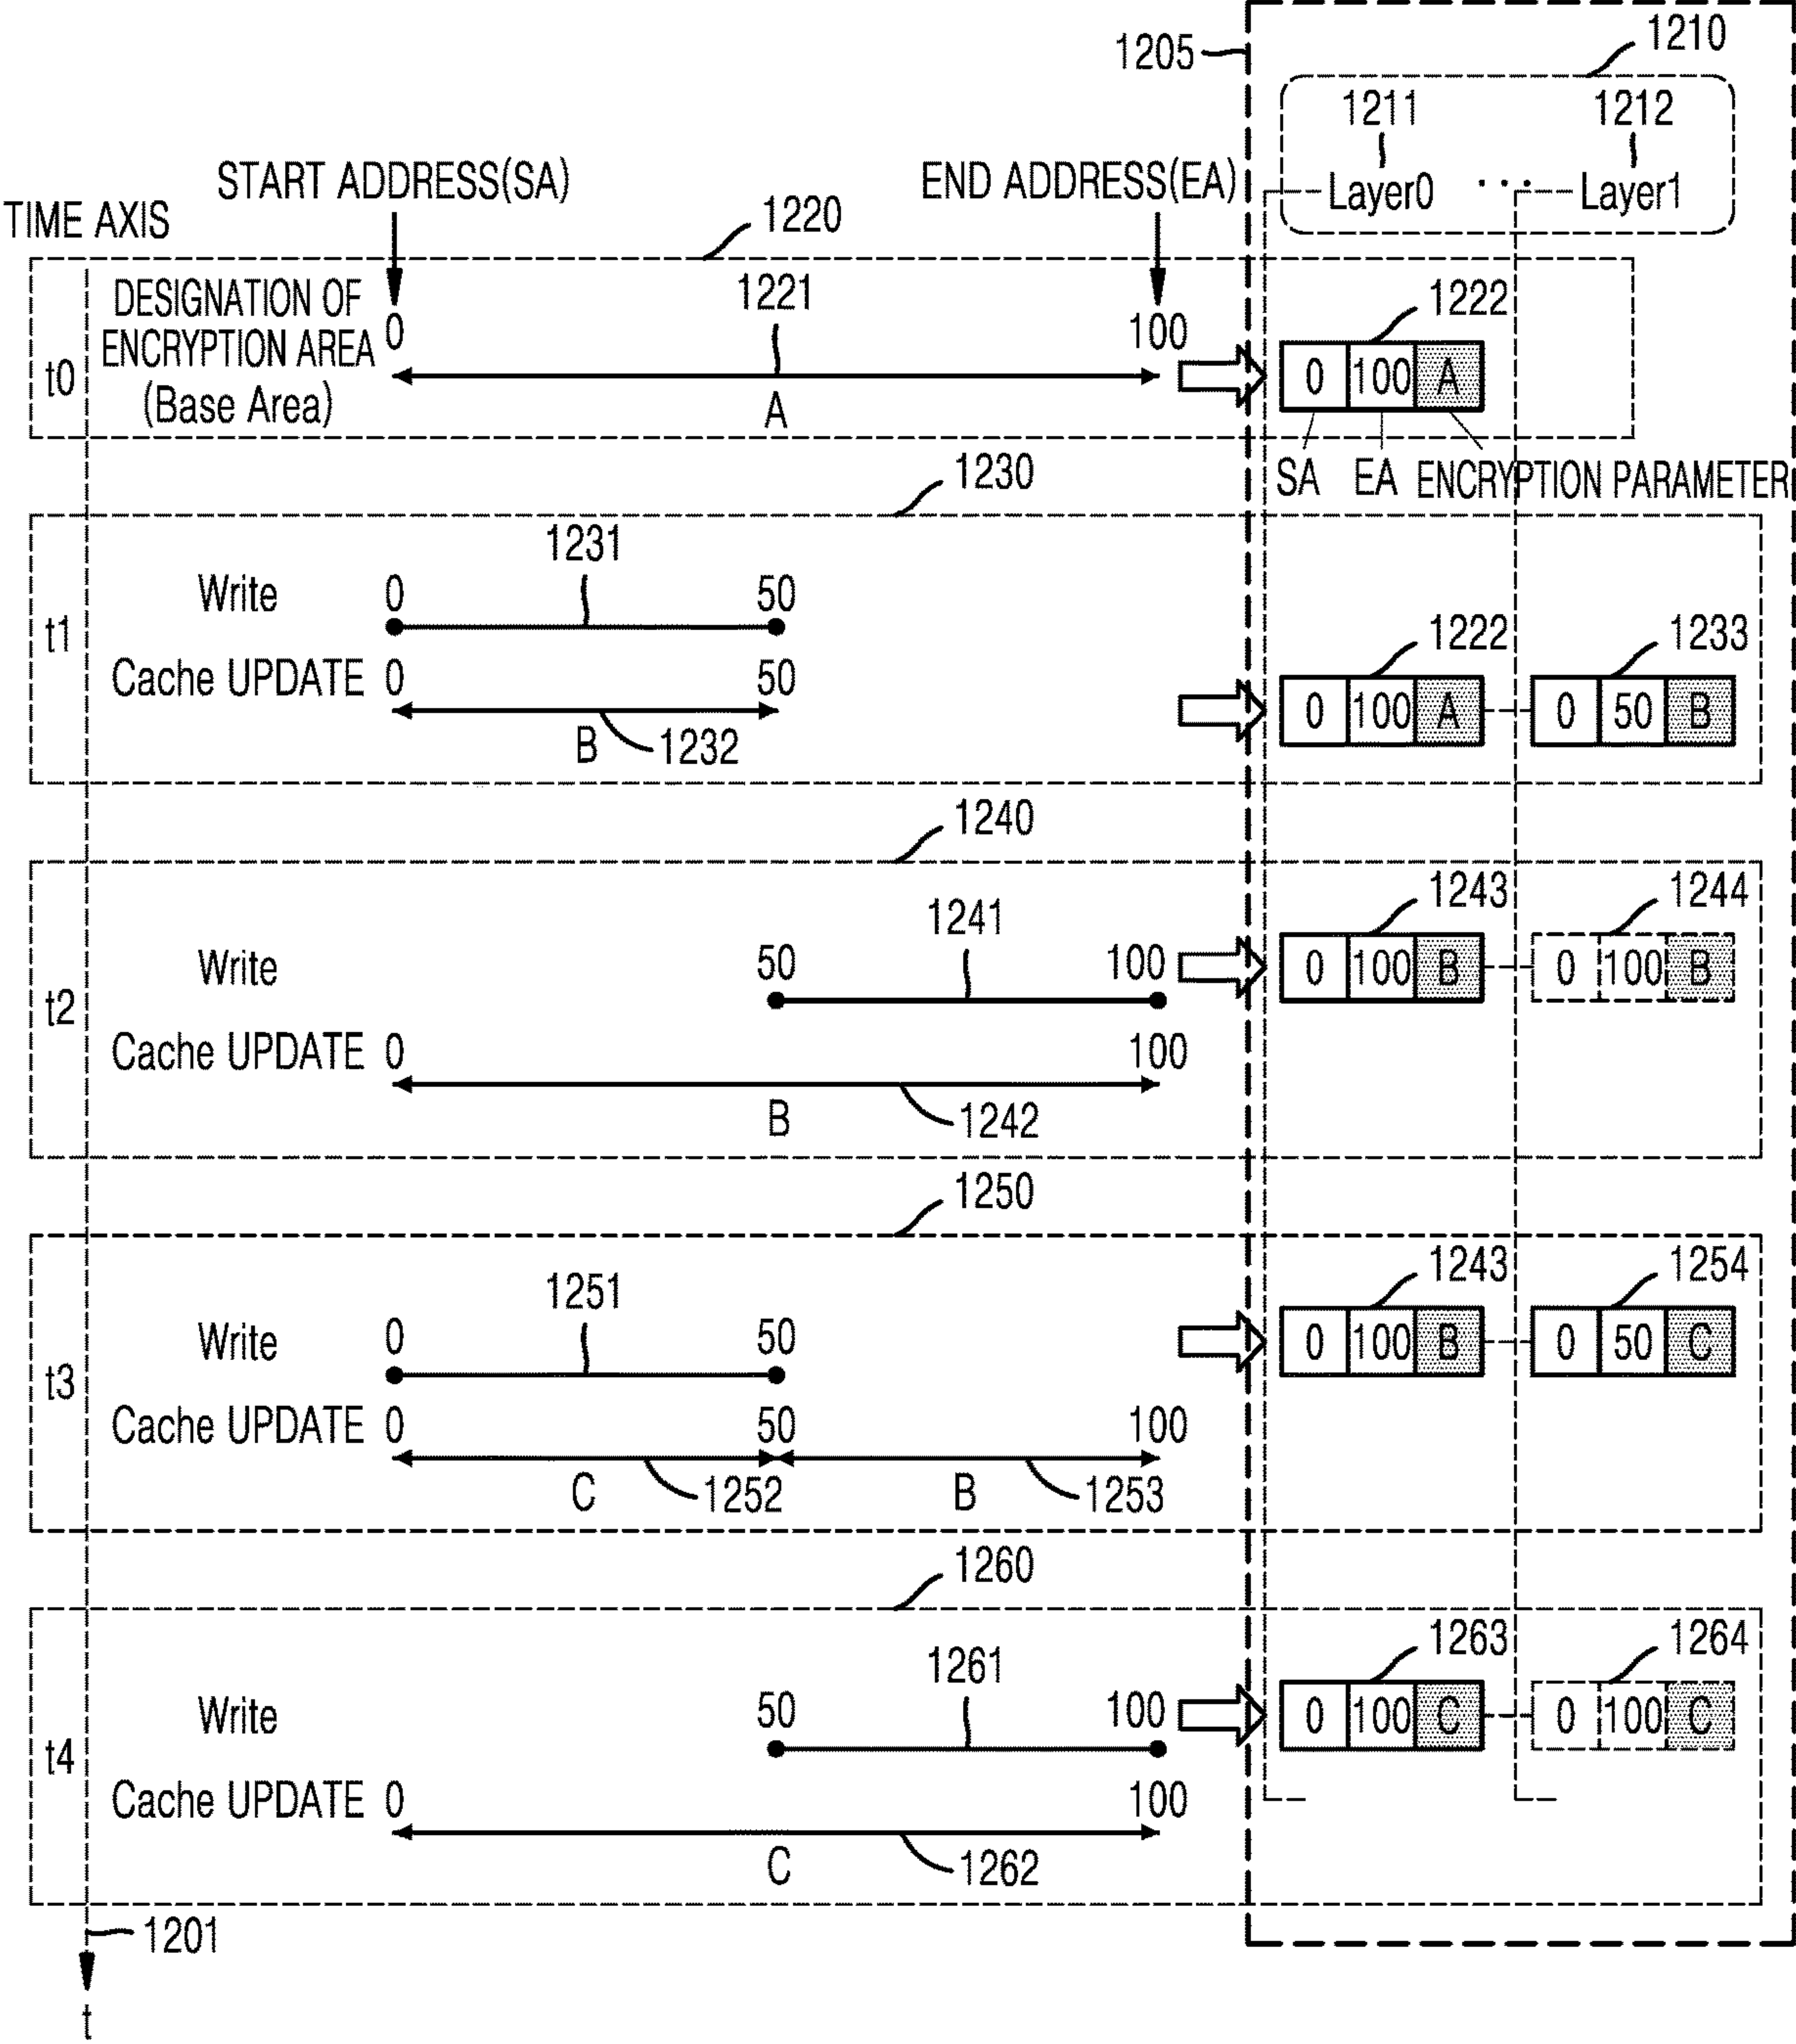 1205
1210
1211 1212
Layer0 ... Layer1
START ADDRESS(SA) END ADDRESS(EA)
TIME AXIS
1220
t0
DESIGNATION OF
ENCRYPTION AREA
(Base Area)
0 1221 100
A
1222
0 100 A
SA EA ENCRYPTION PARAMETER
1230
t1
1231
Write 0 50
Cache UPDATE 0 50
B 1232
1222 1233
0 100 A 0 50 B
1240
t2
1241
Write 50 100
Cache UPDATE 0 100
B 1242
1243 1244
0 100 B 0 100 B
1250
t3
1251
Write 0 50
Cache UPDATE 0 50 100
C 1252 B 1253
1243 1254
0 100 B 0 50 C
1260
t4
1261
Write 50 100
Cache UPDATE 0 100
C 1262
1263 1264
0 100 C 0 100 C
1201
t